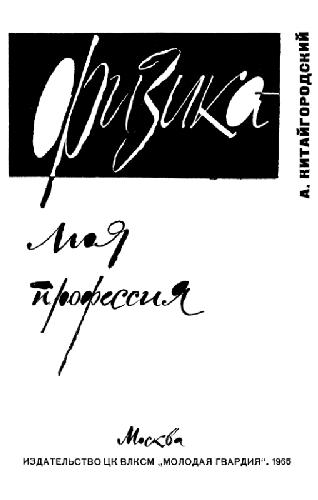 А. КИТАЙГОРОДСКИЙ
физика
моя
профессия
Москва
ИЗДАТЕЛЬСТВО ЦК ВЛКСМ „МОЛОДАЯ ГВАРДИЯ“. 1965